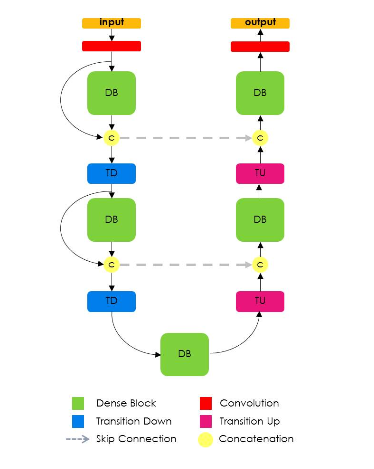 input
output
DB
DB
C
C
TD
TU
DB
DB
C
C
TD
TU
DB
Dense Block
Convolution
Transition Down
Transition Up
Skip Connection
Concatenation